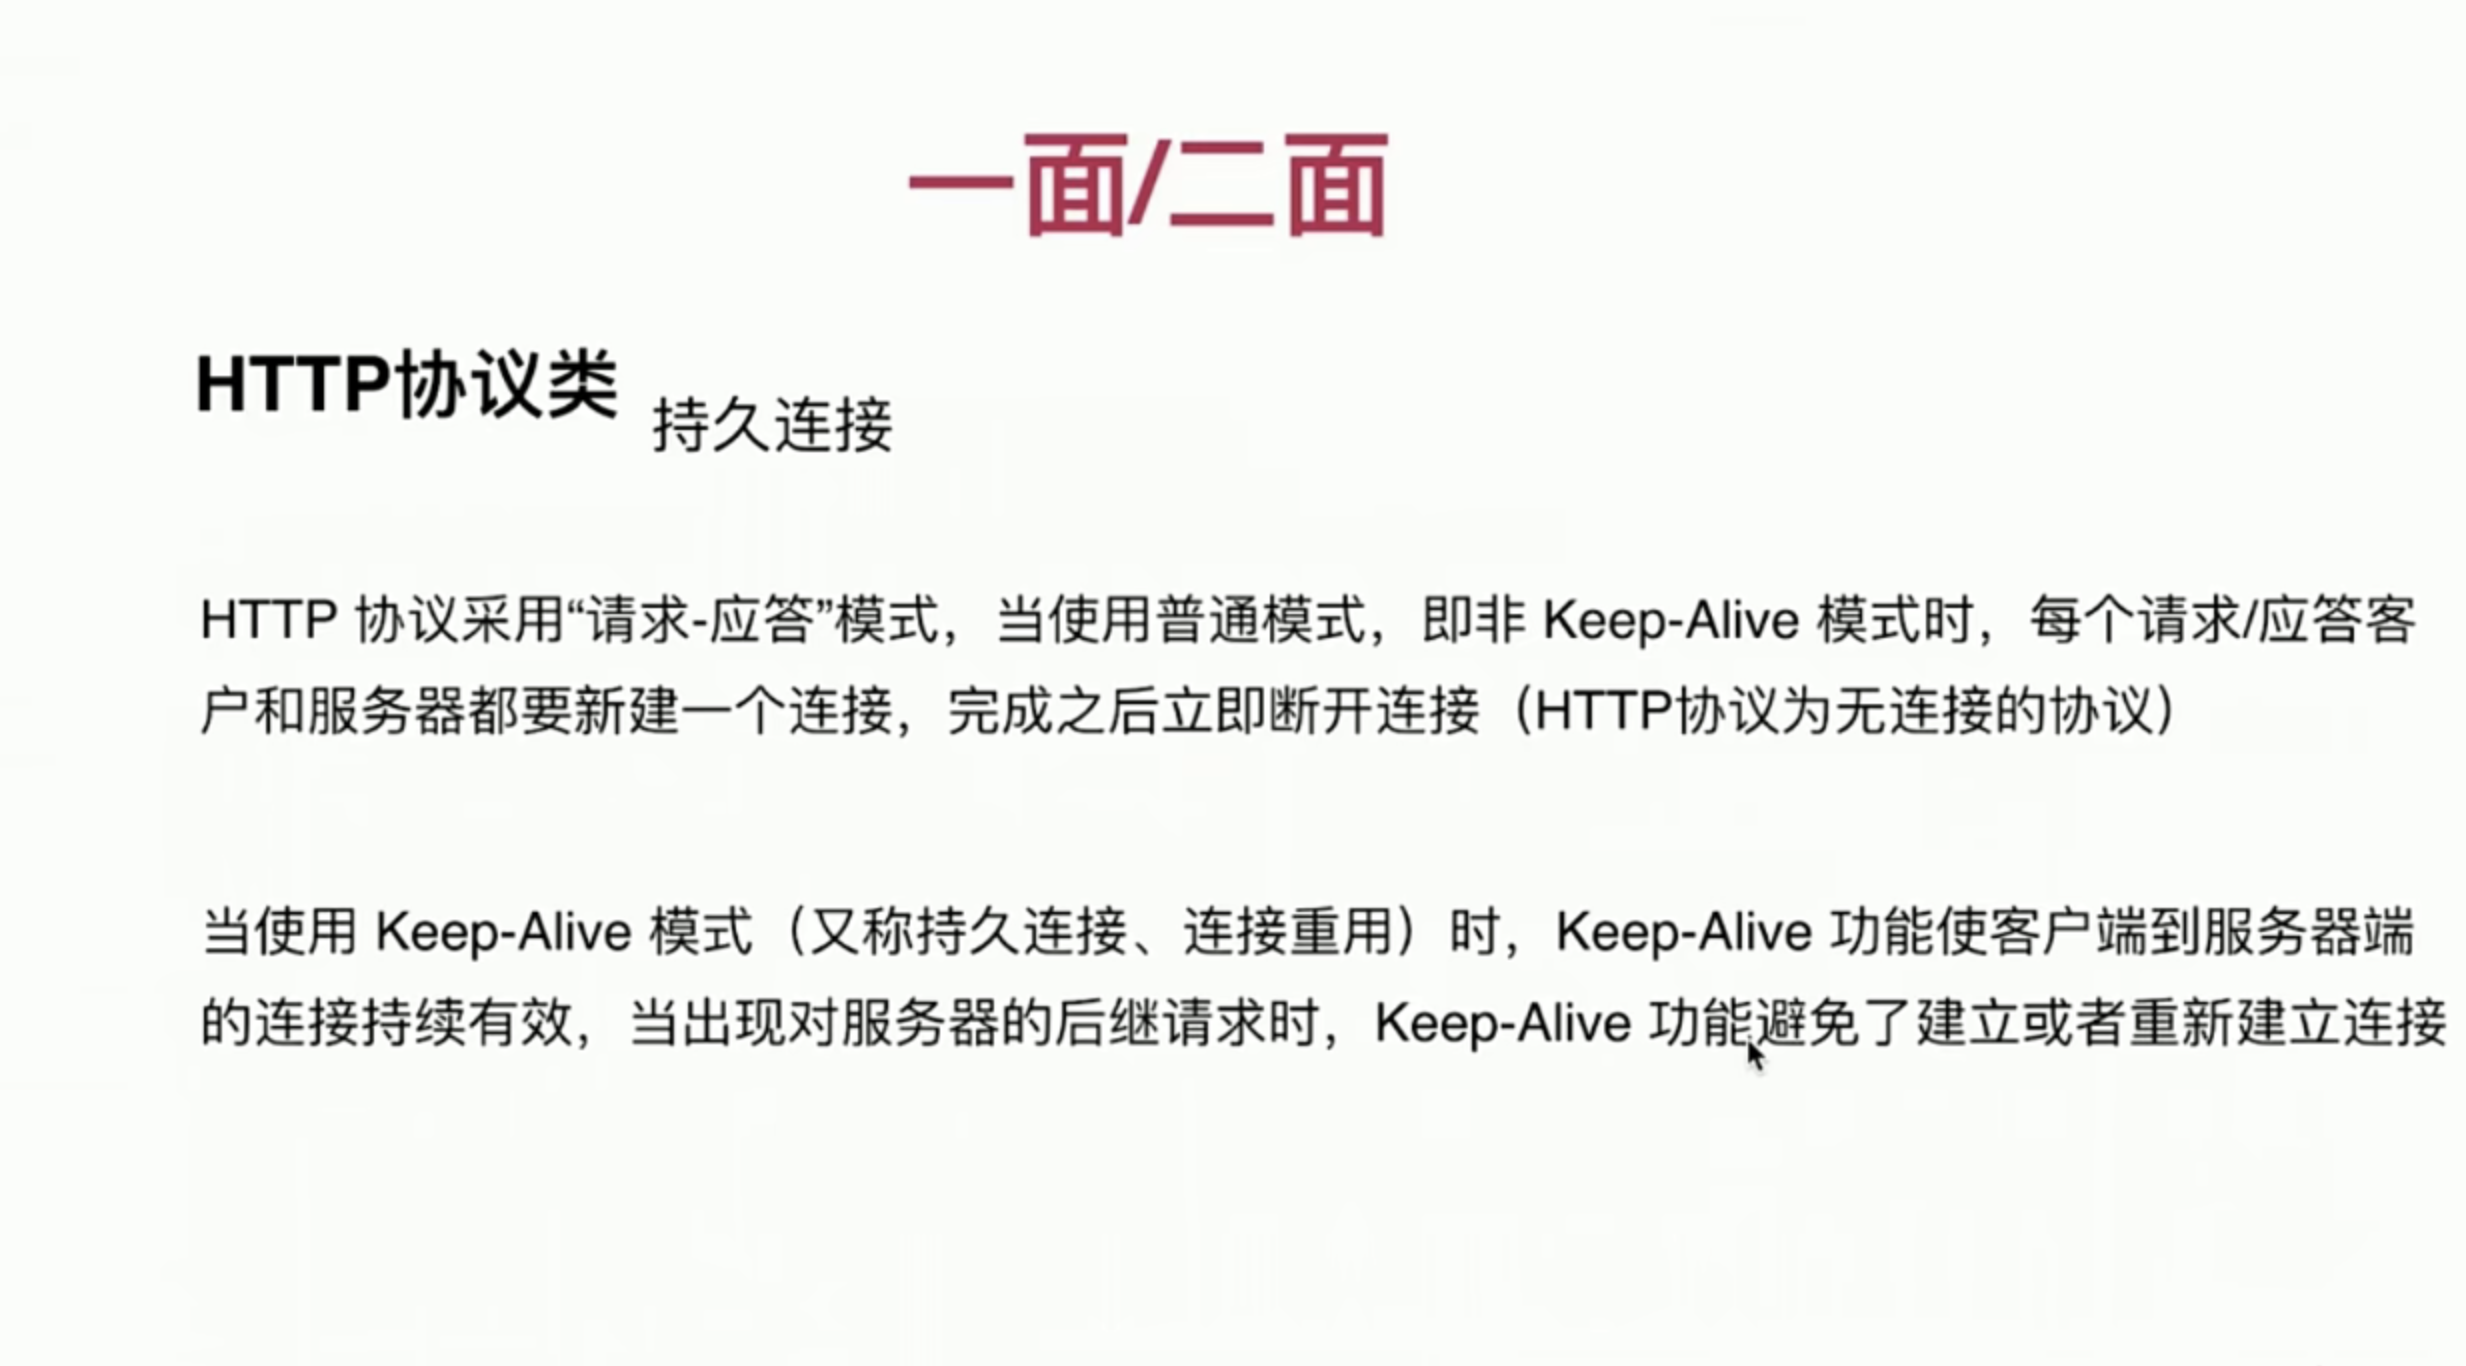 一面/二面
HTTP协议类 持久连接
HTTP 协议采用“请求-应答”模式，当使用普通模式，即非 Keep-Alive 模式时，每个请求/应答客
户和服务器都要新建一个连接，完成之后立即断开连接（HTTP协议为无连接的协议）
当使用 Keep-Alive 模式（又称持久连接、连接重用）时，Keep-Alive 功能使客户端到服务器端
的连接持续有效，当出现对服务器的后继请求时，Keep-Alive 功能避免了建立或者重新建立连接